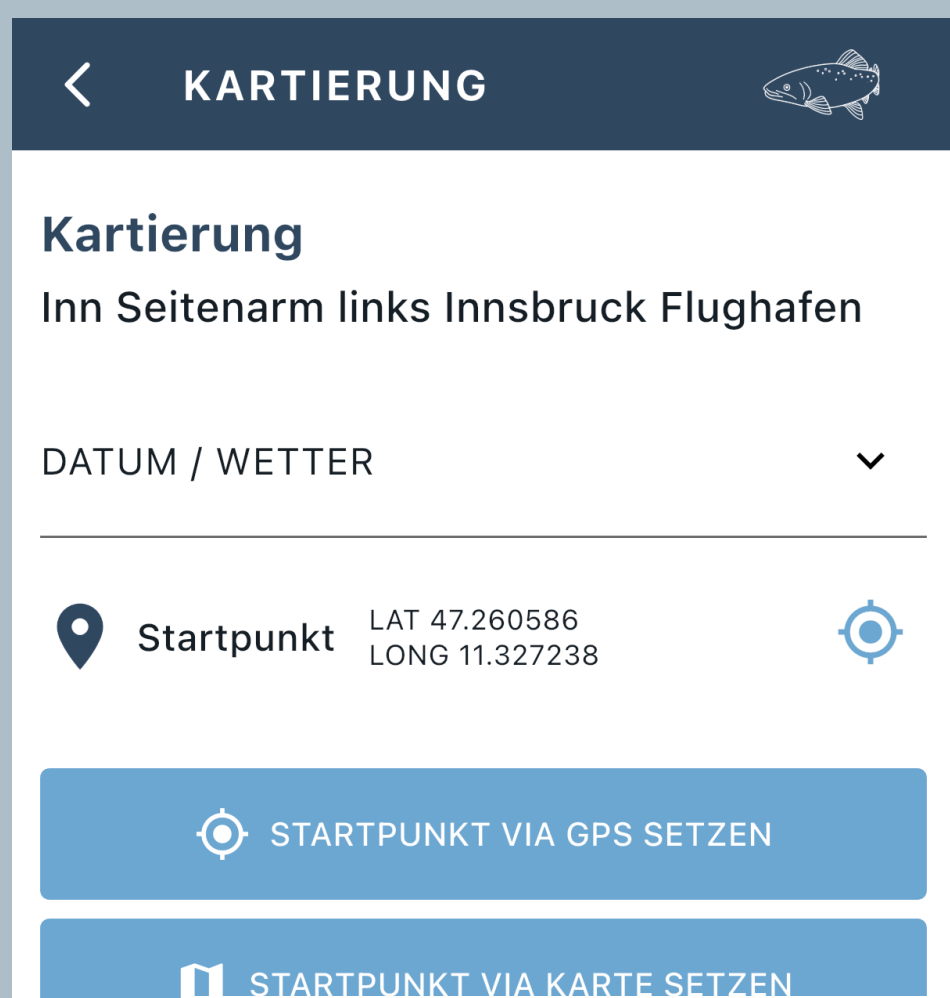 KARTIERUNG
Kartierung
Inn Seitenarm links Innsbruck Flughafen
DATUM / WETTER
Startpunkt
LAT 47.260586
LONG 11.327238
STARTPUNKT VIA GPS SETZEN
STARTPUNKT VIA KARTE SETZEN